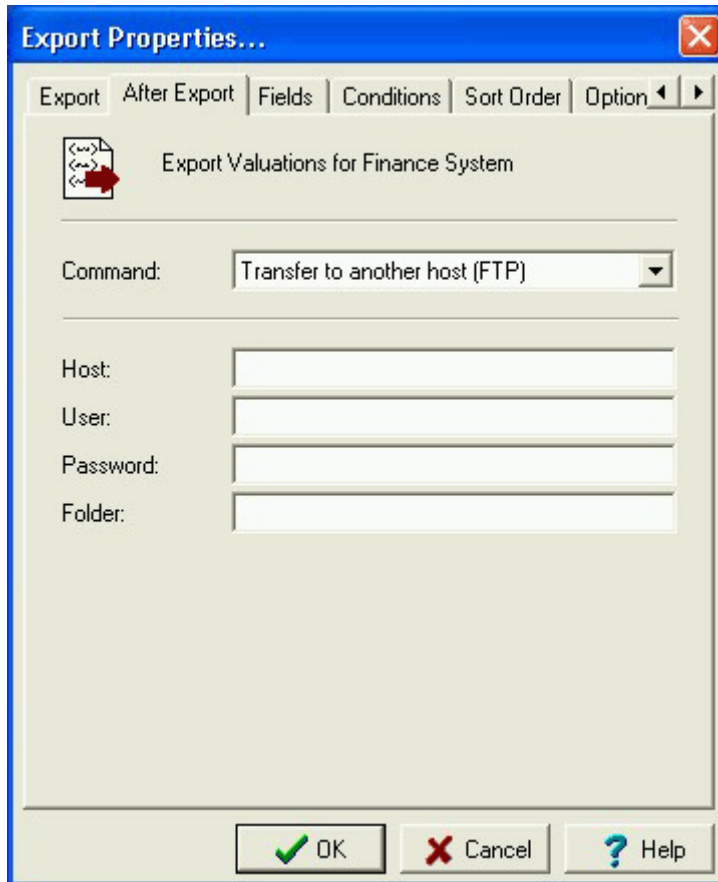 Export Properties...
Export After Export Fields Conditions Sort Order Option
Export Valuations for Finance System
Command: Transfer to another host (FTP)
Host:
User:
Password:
Folder:
OK Cancel ? Help